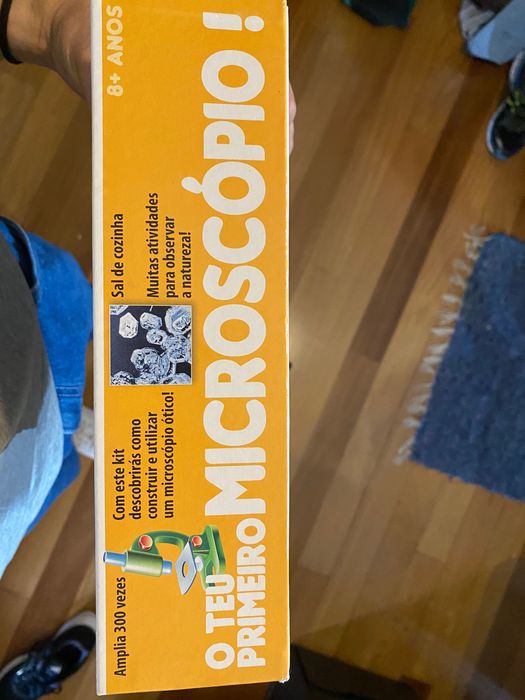 Amplia 300 vezes
Com este kit
descobrirás como
construir e utilizar
um microscópio ótico!
Sal de cozinha
Muitas atividades
para observar
a natureza!
8+ ANOS
O TEU
PRIMEIRO
MICROSCÓPIO!